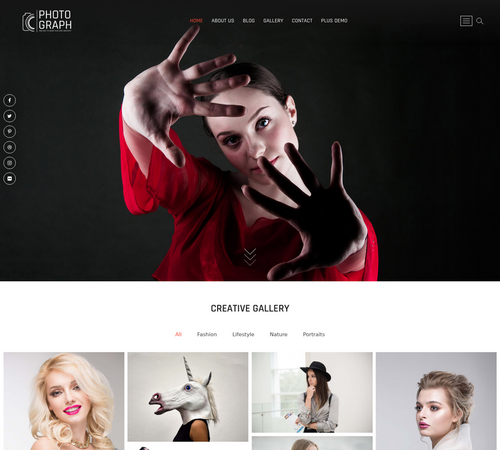 PHOTO
GRAPH
HOME ABOUT US BLOG GALLERY CONTACT PLUS DEMO
CREATIVE GALLERY
All Fashion Lifestyle Nature Portraits